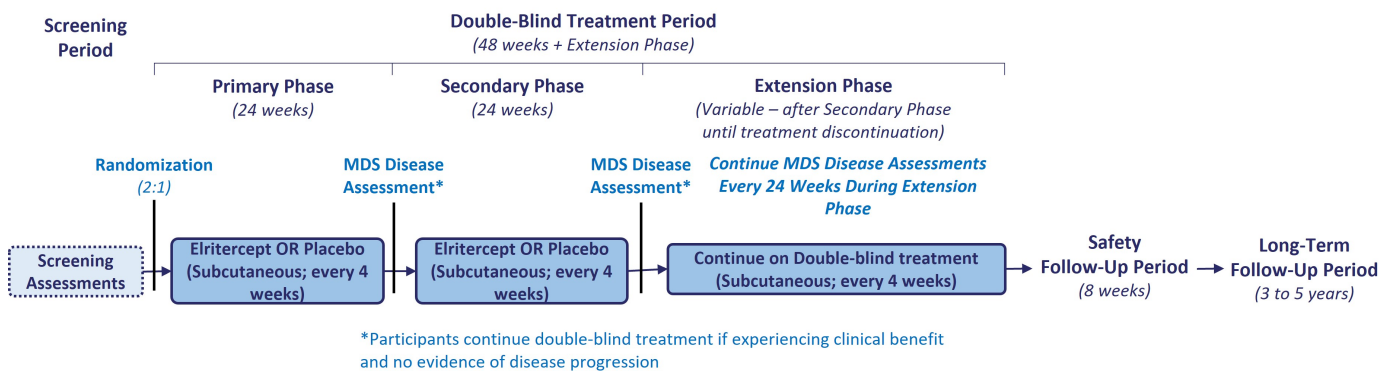 Screening
Period
Double-Blind Treatment Period
(48 weeks + Extension Phase)
Primary Phase
(24 weeks)
Secondary Phase
(24 weeks)
Extension Phase
(Variable – after Secondary Phase
until treatment discontinuation)
Randomization
(2:1)
MDS Disease
Assessment*
MDS Disease
Assessment*
Continue MDS Disease Assessments
Every 24 Weeks During Extension
Phase
Screening
Assessments
Elritercept OR Placebo
(Subcutaneous; every 4
weeks)
Elritercept OR Placebo
(Subcutaneous; every 4
weeks)
Continue on Double-blind treatment
(Subcutaneous; every 4 weeks)
Safety
Follow-Up Period
(8 weeks)
Long-Term
Follow-Up Period
(3 to 5 years)
*Participants continue double-blind treatment if experiencing clinical benefit
and no evidence of disease progression